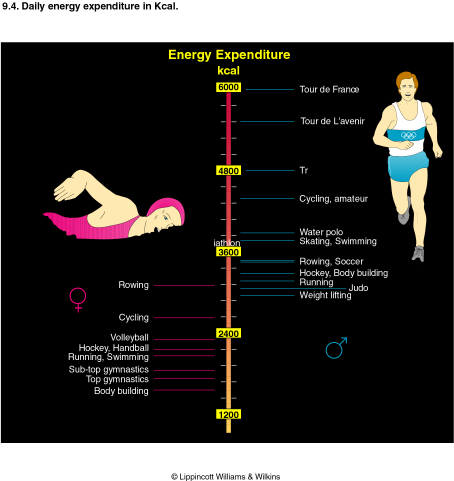 9.4. Daily energy expenditure in Kcal.
Energy Expenditure
kcal
6000
Tour de France
Tour de L'avenir
4800
Tr
Cycling, amateur
Water polo
iathlon
Skating, Swimming
3600
Rowing, Soccer
Hockey, Body building
Running
Judo
Weight lifting
Rowing
Cycling
2400
Volleyball
Hockey, Handball
Running, Swimming
Sub-top gymnastics
Top gymnastics
Body building
1200
© Lippincott Williams & Wilkins